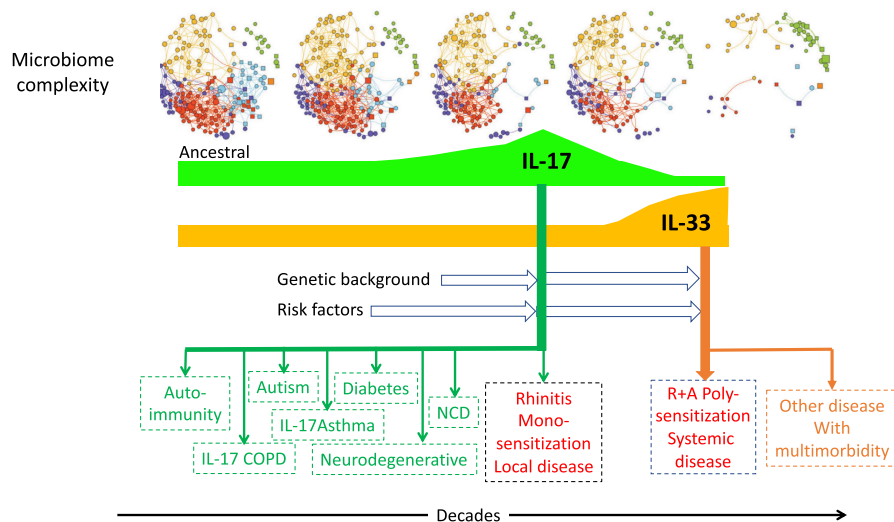 Microbiome
complexity
Ancestral
IL-17
IL-33
Genetic background
Risk factors
Auto-
immunity
Autism
Diabetes
IL-17Asthma
NCD
IL-17 COPD
Neurodegenerative
Rhinitis
Mono-
sensitization
Local disease
R+A Poly-
sensitization
Systemic
disease
Other disease
With
multimorbidity
Decades